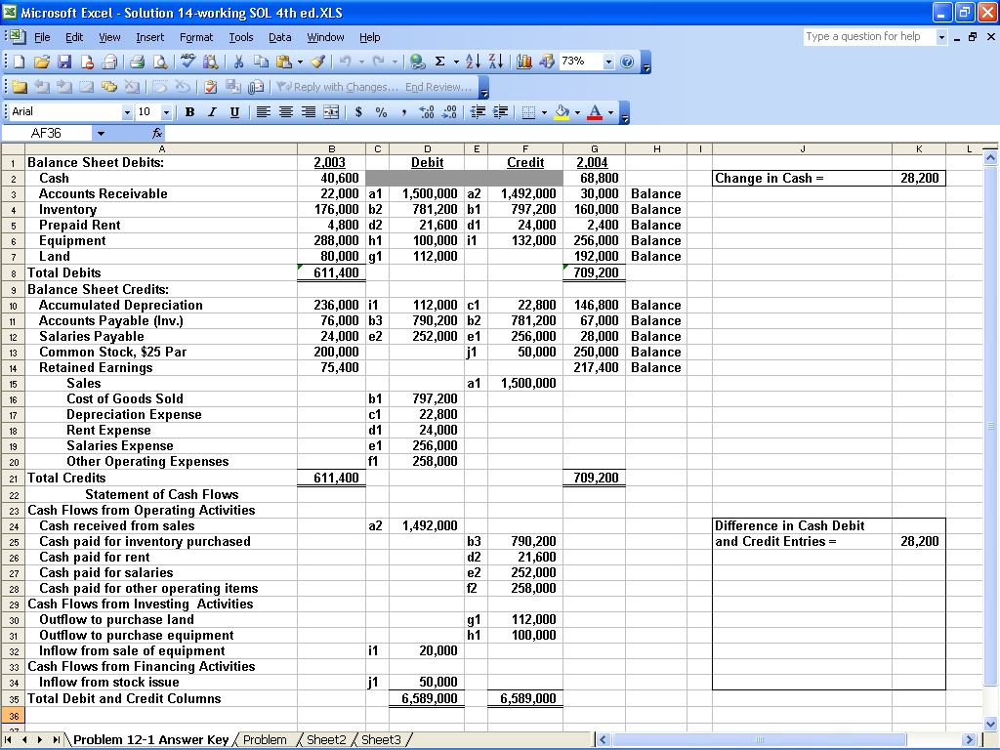 Microsoft Excel - Solution 14-working SOL 4th ed.XLS
File Edit View Insert Format Tools Data Window Help Type a question for help
Σ 73%
Reply with Changes... End Review...
Arial 10 B I U $ % ,
AF36 fx
A B C D E F G H I J K L
1 Balance Sheet Debits: 2,003 Debit Credit 2,004
2 Cash 40,600 68,800 Change in Cash = 28,200
3 Accounts Receivable 22,000 a1 1,500,000 a2 1,492,000 30,000 Balance
4 Inventory 176,000 b2 781,200 b1 797,200 160,000 Balance
5 Prepaid Rent 4,800 d2 21,600 d1 24,000 2,400 Balance
6 Equipment 288,000 h1 100,000 i1 132,000 256,000 Balance
7 Land 80,000 g1 112,000 192,000 Balance
8 Total Debits 611,400 709,200
9 Balance Sheet Credits:
10 Accumulated Depreciation 236,000 i1 112,000 c1 22,800 146,800 Balance
11 Accounts Payable (Inv.) 76,000 b3 790,200 b2 781,200 67,000 Balance
12 Salaries Payable 24,000 e2 252,000 e1 256,000 28,000 Balance
13 Common Stock, $25 Par 200,000 j1 50,000 250,000 Balance
14 Retained Earnings 75,400 217,400 Balance
15 Sales a1 1,500,000
16 Cost of Goods Sold b1 797,200
17 Depreciation Expense c1 22,800
18 Rent Expense d1 24,000
19 Salaries Expense e1 256,000
20 Other Operating Expenses f1 258,000
21 Total Credits 611,400 709,200
22 Statement of Cash Flows
23 Cash Flows from Operating Activities
24 Cash received from sales a2 1,492,000 Difference in Cash Debit
25 Cash paid for inventory purchased b3 790,200 and Credit Entries = 28,200
26 Cash paid for rent d2 21,600
27 Cash paid for salaries e2 252,000
28 Cash paid for other operating items f2 258,000
29 Cash Flows from Investing Activities
30 Outflow to purchase land g1 112,000
31 Outflow to purchase equipment h1 100,000
32 Inflow from sale of equipment i1 20,000
33 Cash Flows from Financing Activities
34 Inflow from stock issue j1 50,000
35 Total Debit and Credit Columns 6,589,000 6,589,000
36
Problem 12-1 Answer Key Problem Sheet2 Sheet3